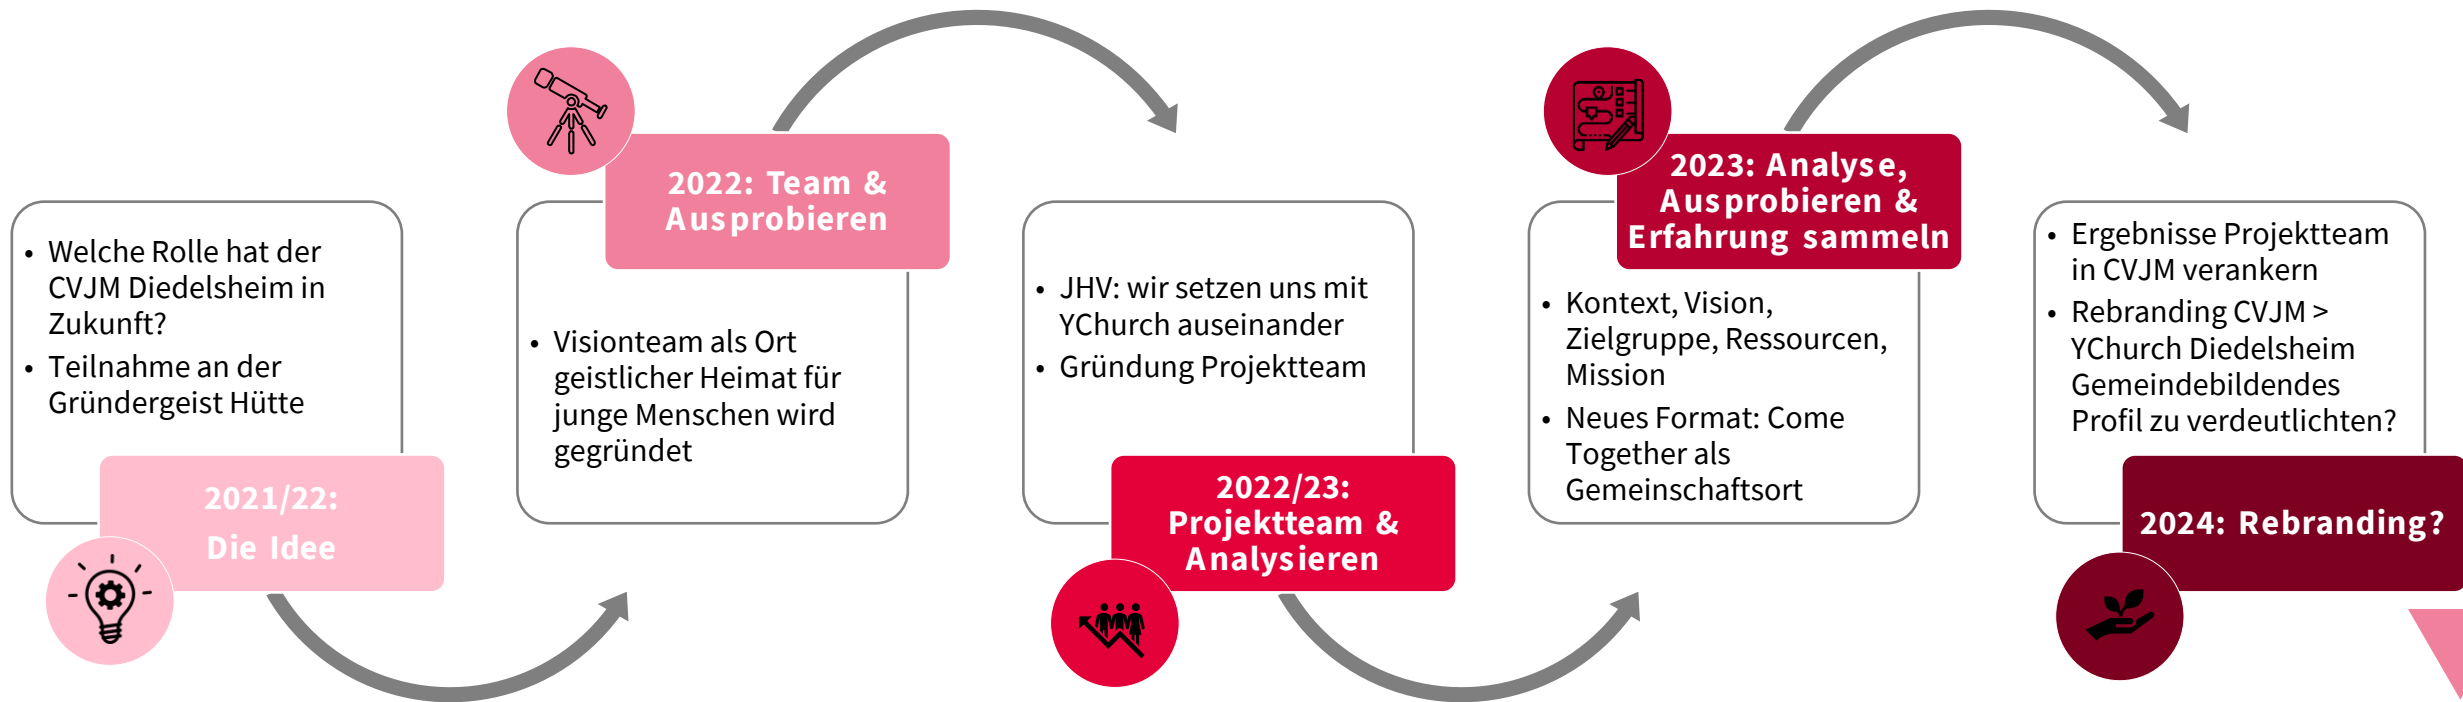 • Welche Rolle hat der
CVJM Diedelsheim in
Zukunft?
• Teilnahme an der
Gründergeist Hütte
2021/22:
Die Idee
2022: Team &
Ausprobieren
• Visionteam als Ort
geistlicher Heimat für
junge Menschen wird
gegründet
• JHV: wir setzen uns mit
YChurch auseinander
• Gründung Projektteam
2022/23:
Projektteam &
Analysieren
2023: Analyse,
Ausprobieren &
Erfahrung sammeln
• Kontext, Vision,
Zielgruppe, Ressourcen,
Mission
• Neues Format: Come
Together als
Gemeinschaftsort
• Ergebnisse Projektteam
in CVJM verankern
• Rebranding CVJM >
YChurch Diedelsheim
Gemeindebildendes
Profil zu verdeutlichten?
2024: Rebranding?